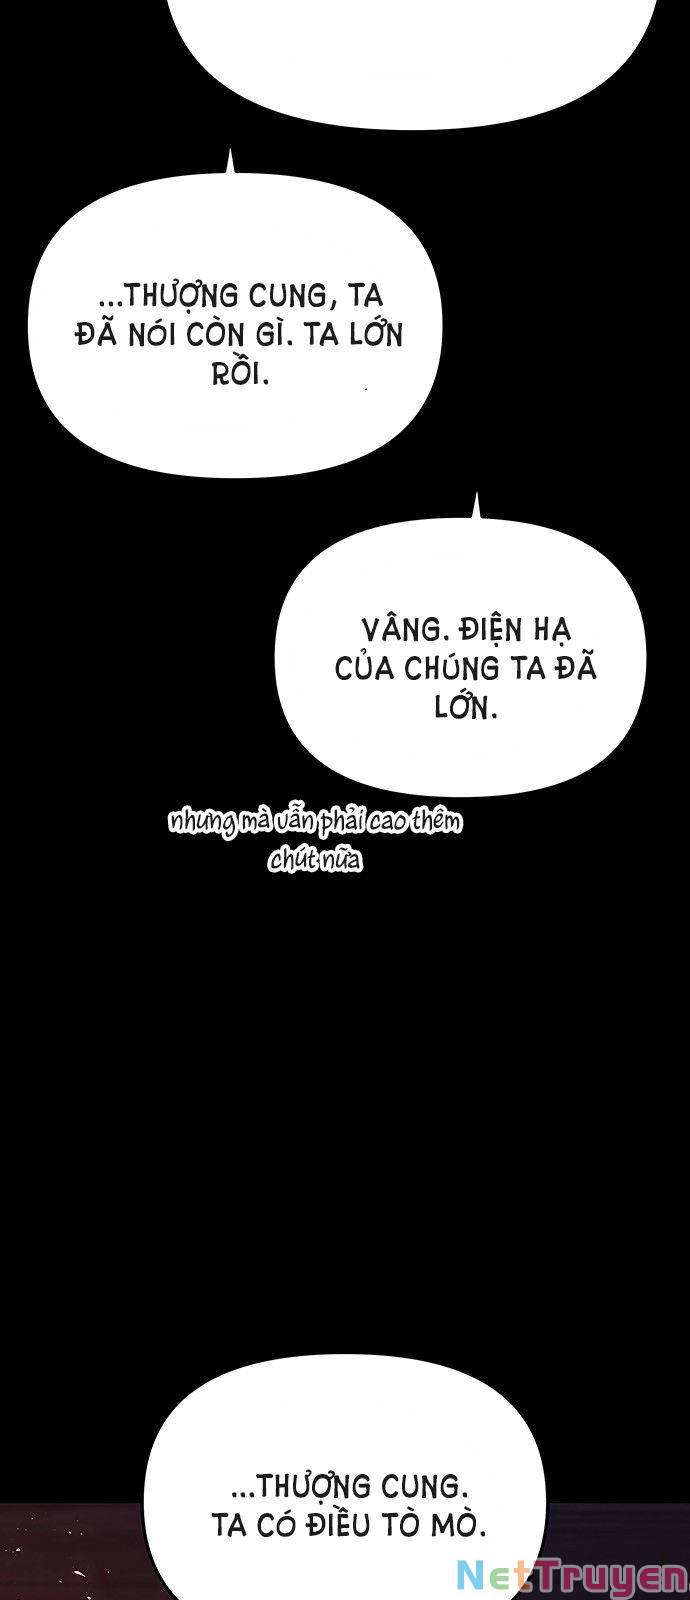 ...THƯỢNG CUNG, TA
ĐÃ NÓI CÒN GÌ. TA LỚN
RỒI.
VÂNG. ĐIỆN HẠ
CỦA CHÚNG TA ĐÃ
LỚN.
nhưng mà vẫn phải cao thêm
chút nữa
...THƯỢNG CUNG.
TA CÓ ĐIỀU TÒ MÒ.
NetTruyen